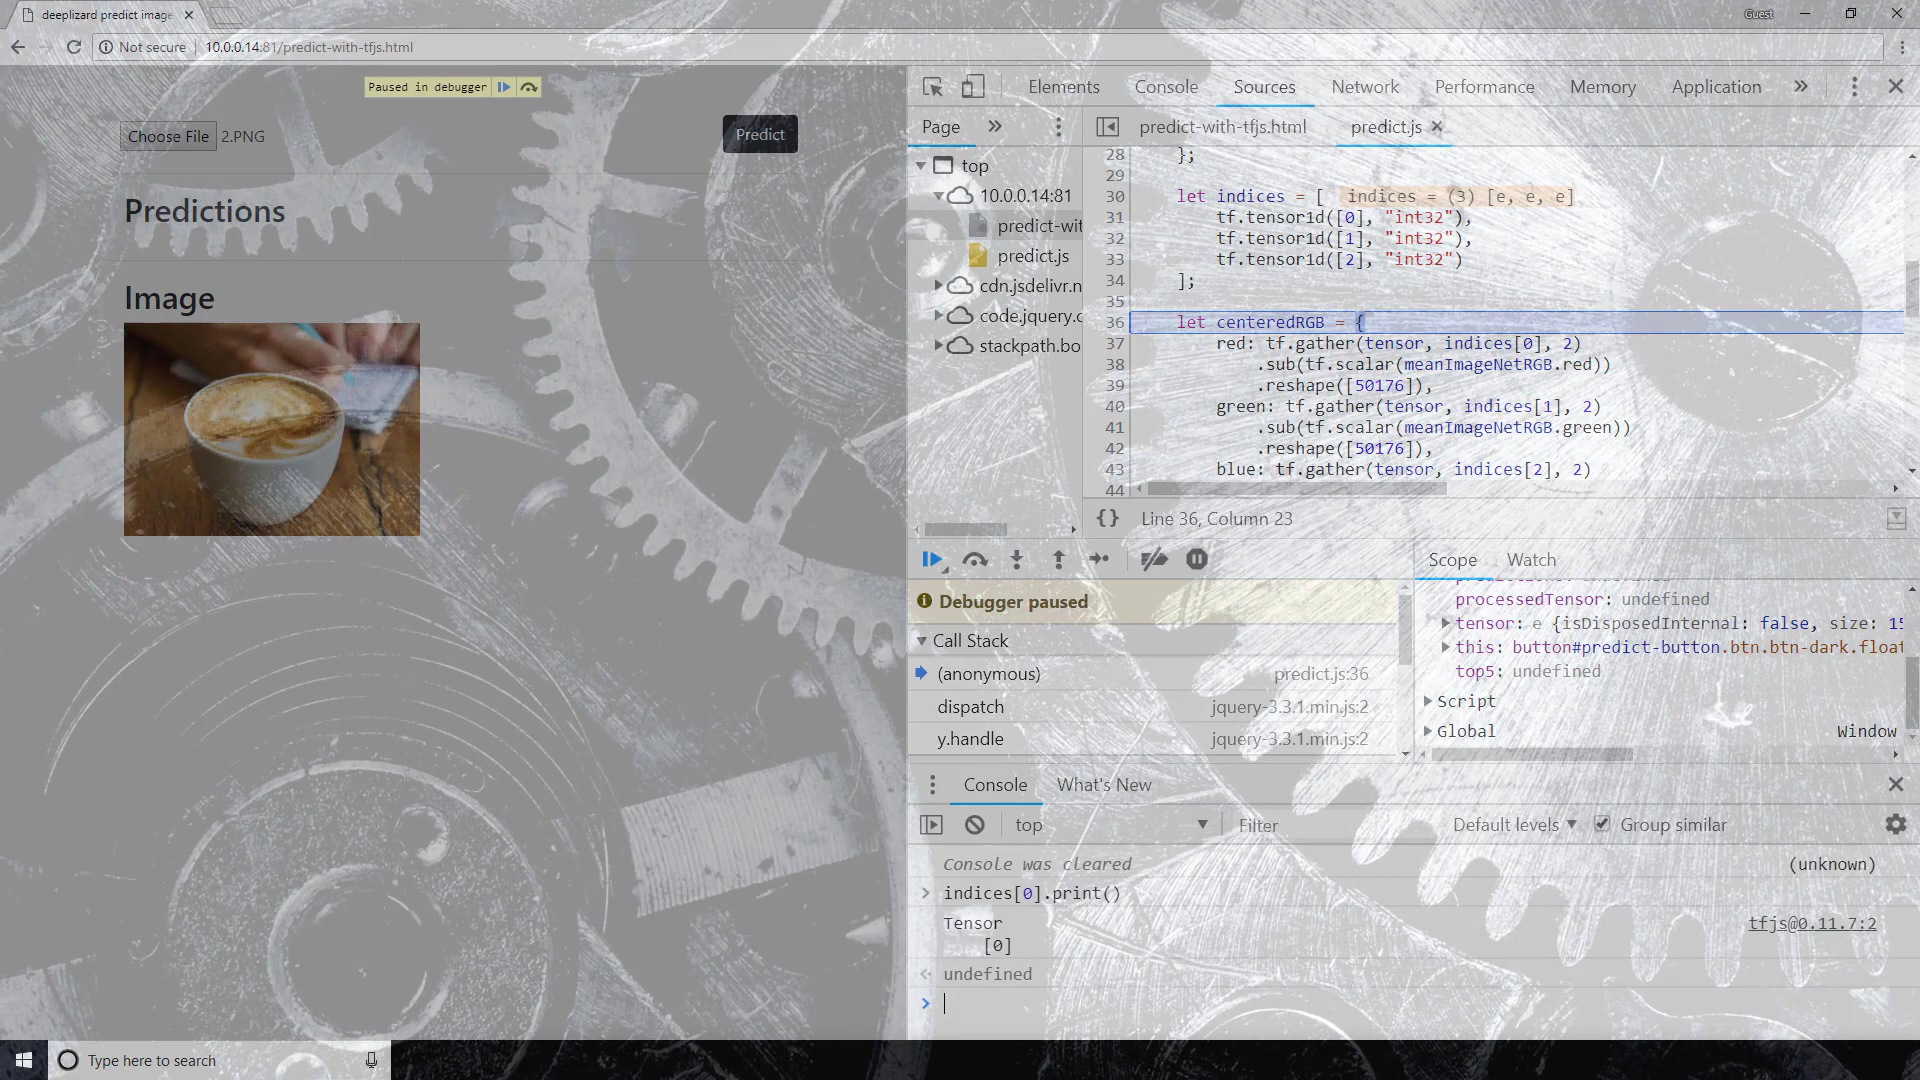 deeplizard predict image
Guest
Not secure
10.0.0.14:81/predict-with-tfjs.html
Paused in debugger
Choose File 2.PNG
Predict
Predictions
Image
Elements Console Sources Network Performance Memory Application
Page
predict-with-tfjs.html predict.js
top
10.0.0.14:81
predict-wit
predict.js
cdn.jsdelivr.n
code.jquery.c
stackpath.bo
28 };
29
30 let indices = [ indices = (3) [e, e, e]
31 tf.tensor1d([0], "int32"),
32 tf.tensor1d([1], "int32"),
33 tf.tensor1d([2], "int32")
34 ];
35
36 let centeredRGB = {
37 red: tf.gather(tensor, indices[0], 2)
38 .sub(tf.scalar(meanImageNetRGB.red))
39 .reshape([50176]),
40 green: tf.gather(tensor, indices[1], 2)
41 .sub(tf.scalar(meanImageNetRGB.green))
42 .reshape([50176]),
43 blue: tf.gather(tensor, indices[2], 2)
44
{} Line 36, Column 23
Debugger paused
Call Stack
(anonymous) predict.js:36
dispatch jquery-3.3.1.min.js:2
y.handle jquery-3.3.1.min.js:2
Scope Watch
processedTensor: undefined
tensor: e {isDisposedInternal: false, size: 15
this: button#predict-button.btn.btn-dark.float
top5: undefined
Script
Global Window
Console What's New
top Filter Default levels Group similar
Console was cleared (unknown)
> indices[0].print()
Tensor tfjs@0.11.7:2
[0]
undefined
>
Type here to search